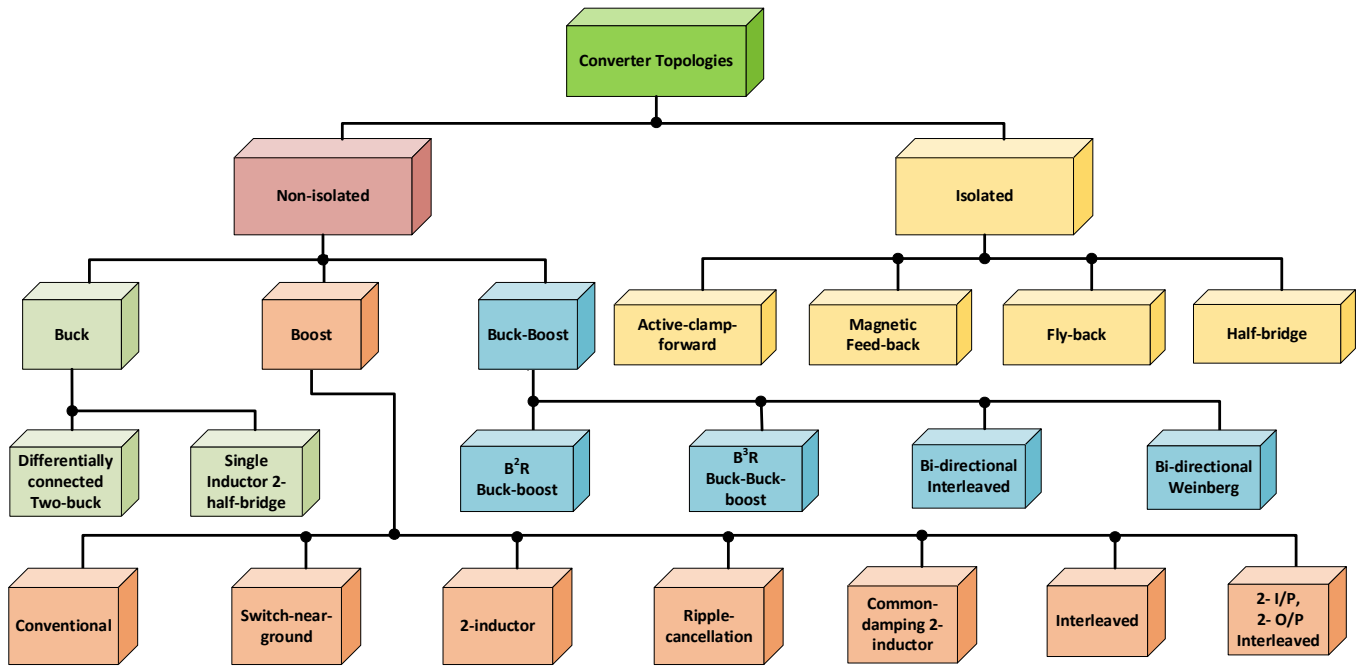 Converter Topologies
Non-isolated
Isolated
Buck
Boost
Buck-Boost
Active-clamp-
forward
Magnetic
Feed-back
Fly-back
Half-bridge
Differentially
connected
Two-buck
Single
Inductor 2-
half-bridge
B²R
Buck-boost
B³R
Buck-Buck-
boost
Bi-directional
Interleaved
Bi-directional
Weinberg
Conventional
Switch-near-
ground
2-inductor
Ripple-
cancellation
Common-
damping 2-
inductor
Interleaved
2- I/P,
2- O/P
Interleaved